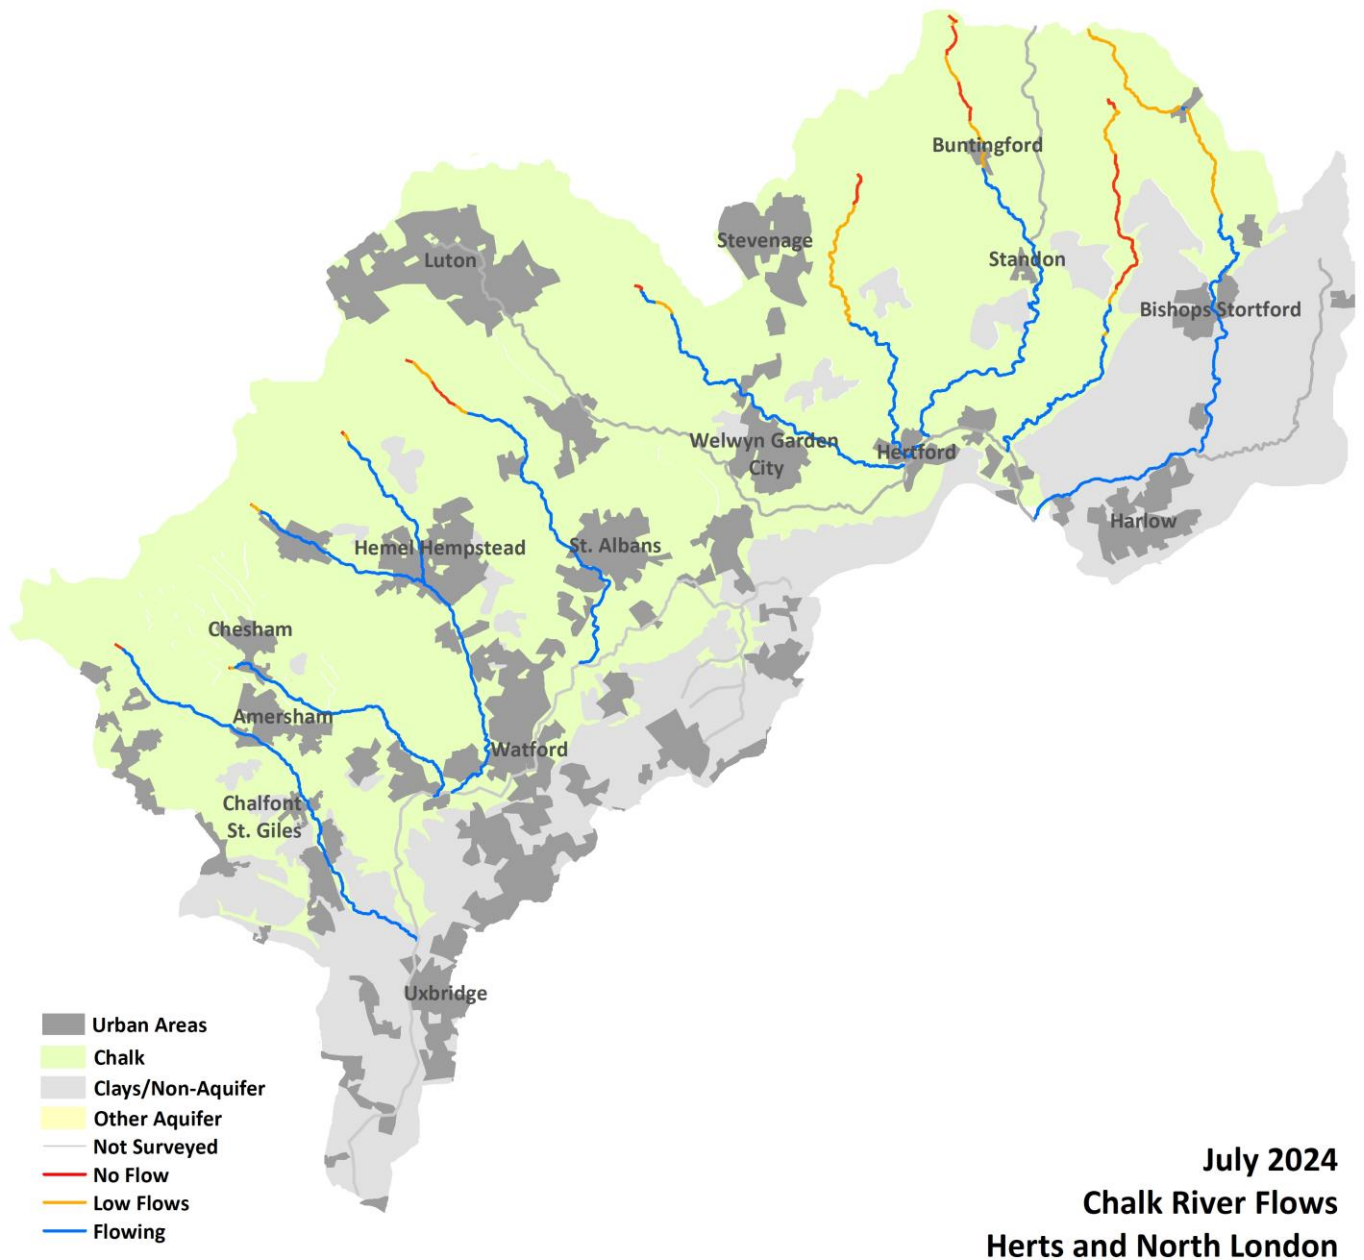 Buntingford
Stevenage
Standon
Luton
Bishops Stortford
Welwyn Garden
City
Hertford
Harlow
Hemel Hempstead
St. Albans
Chesham
Amersham
Watford
Chalfont
St. Giles
Uxbridge
Urban Areas
Chalk
Clays/Non-Aquifer
Other Aquifer
Not Surveyed
No Flow
Low Flows
Flowing
July 2024
Chalk River Flows
Herts and North London